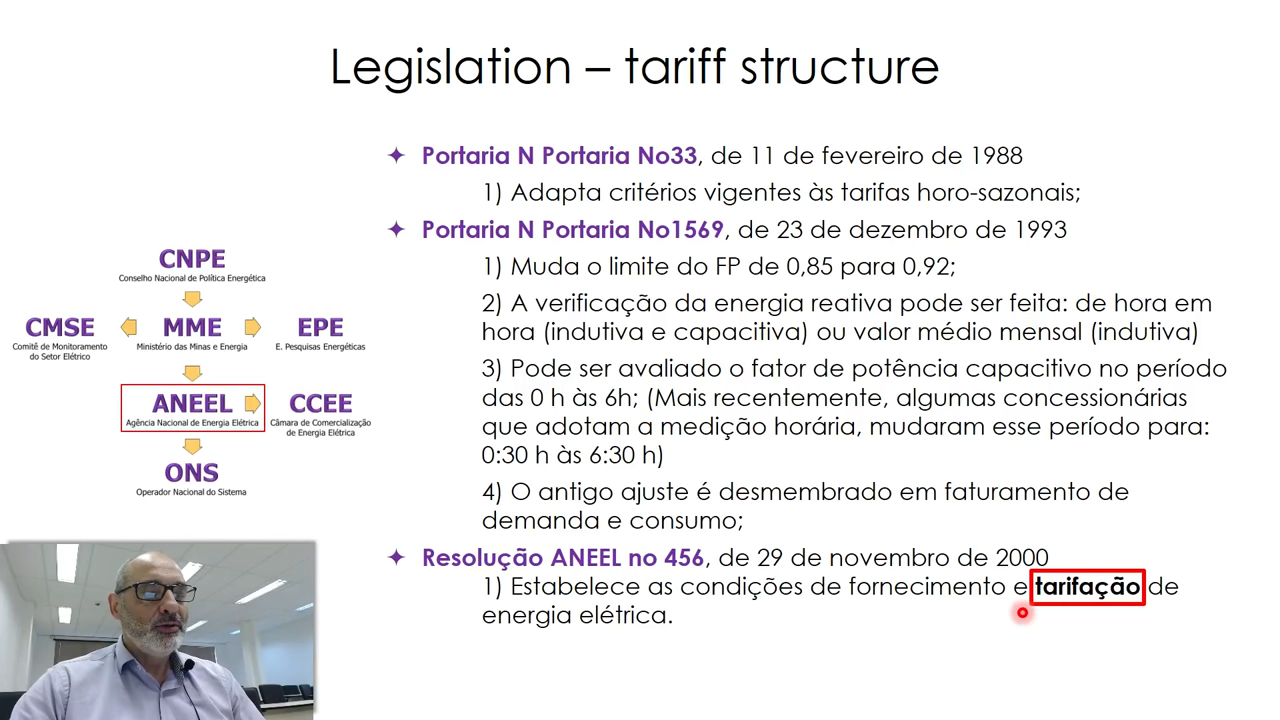 Legislation – tariff structure
Portaria N Portaria No33, de 11 de fevereiro de 1988
1) Adapta critérios vigentes às tarifas horo-sazonais;
Portaria N Portaria No1569, de 23 de dezembro de 1993
1) Muda o limite do FP de 0,85 para 0,92;
2) A verificação da energia reativa pode ser feita: de hora em
hora (indutiva e capacitiva) ou valor médio mensal (indutiva)
3) Pode ser avaliado o fator de potência capacitivo no período
das 0 h às 6h; (Mais recentemente, algumas concessionárias
que adotam a medição horária, mudaram esse período para:
0:30 h às 6:30 h)
4) O antigo ajuste é desmembrado em faturamento de
demanda e consumo;
Resolução ANEEL no 456, de 29 de novembro de 2000
1) Estabelece as condições de fornecimento e tarifação de
energia elétrica.
CNPE
Conselho Nacional de Política Energética
CMSE MME EPE
Comitê de Monitoramento
do Setor Elétrico
Ministério das Minas e Energia
E. Pesquisas Energéticas
ANEEL CCEE
Agência Nacional de Energia Elétrica
Câmara de Comercialização
de Energia Elétrica
ONS
Operador Nacional do Sistema